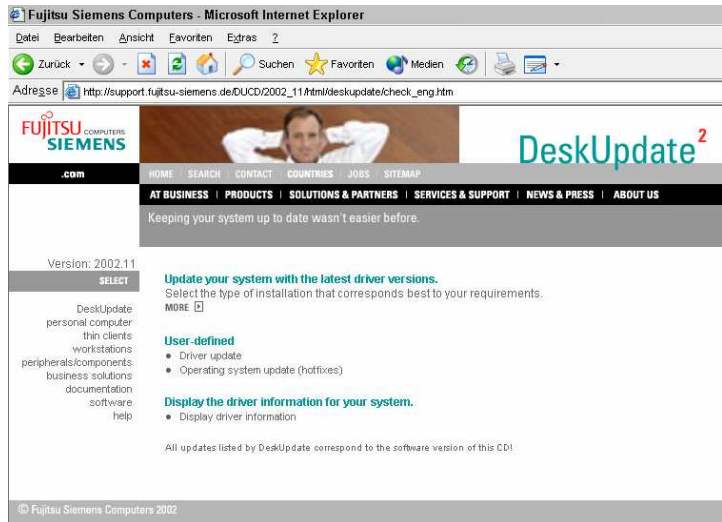 Fujitsu Siemens Computers - Microsoft Internet Explorer
Datei Bearbeiten Ansicht Favoriten Extras ?
Zurück Suchen Favoriten Medien
Adresse http://support.fujitsu-siemens.de/DUCD/2002_11/html/deskupdate/check_eng.htm
FUJITSU COMPUTERS
SIEMENS
DeskUpdate2
.com
HOME | SEARCH | CONTACT | COUNTRIES | JOBS | SITEMAP
AT BUSINESS | PRODUCTS | SOLUTIONS & PARTNERS | SERVICES & SUPPORT | NEWS & PRESS | ABOUT US
Keeping your system up to date wasn't easier before.
Version: 2002.11
SELECT
DeskUpdate
personal computer
thin clients
workstations
peripherals/components
business solutions
documentation
software
help
Update your system with the latest driver versions.
Select the type of installation that corresponds best to your requirements.
MORE
User-defined
• Driver update
• Operating system update (hotfixes)
Display the driver information for your system.
• Display driver information
All updates listed by DeskUpdate correspond to the software version of this CD!
© Fujitsu Siemens Computers 2002